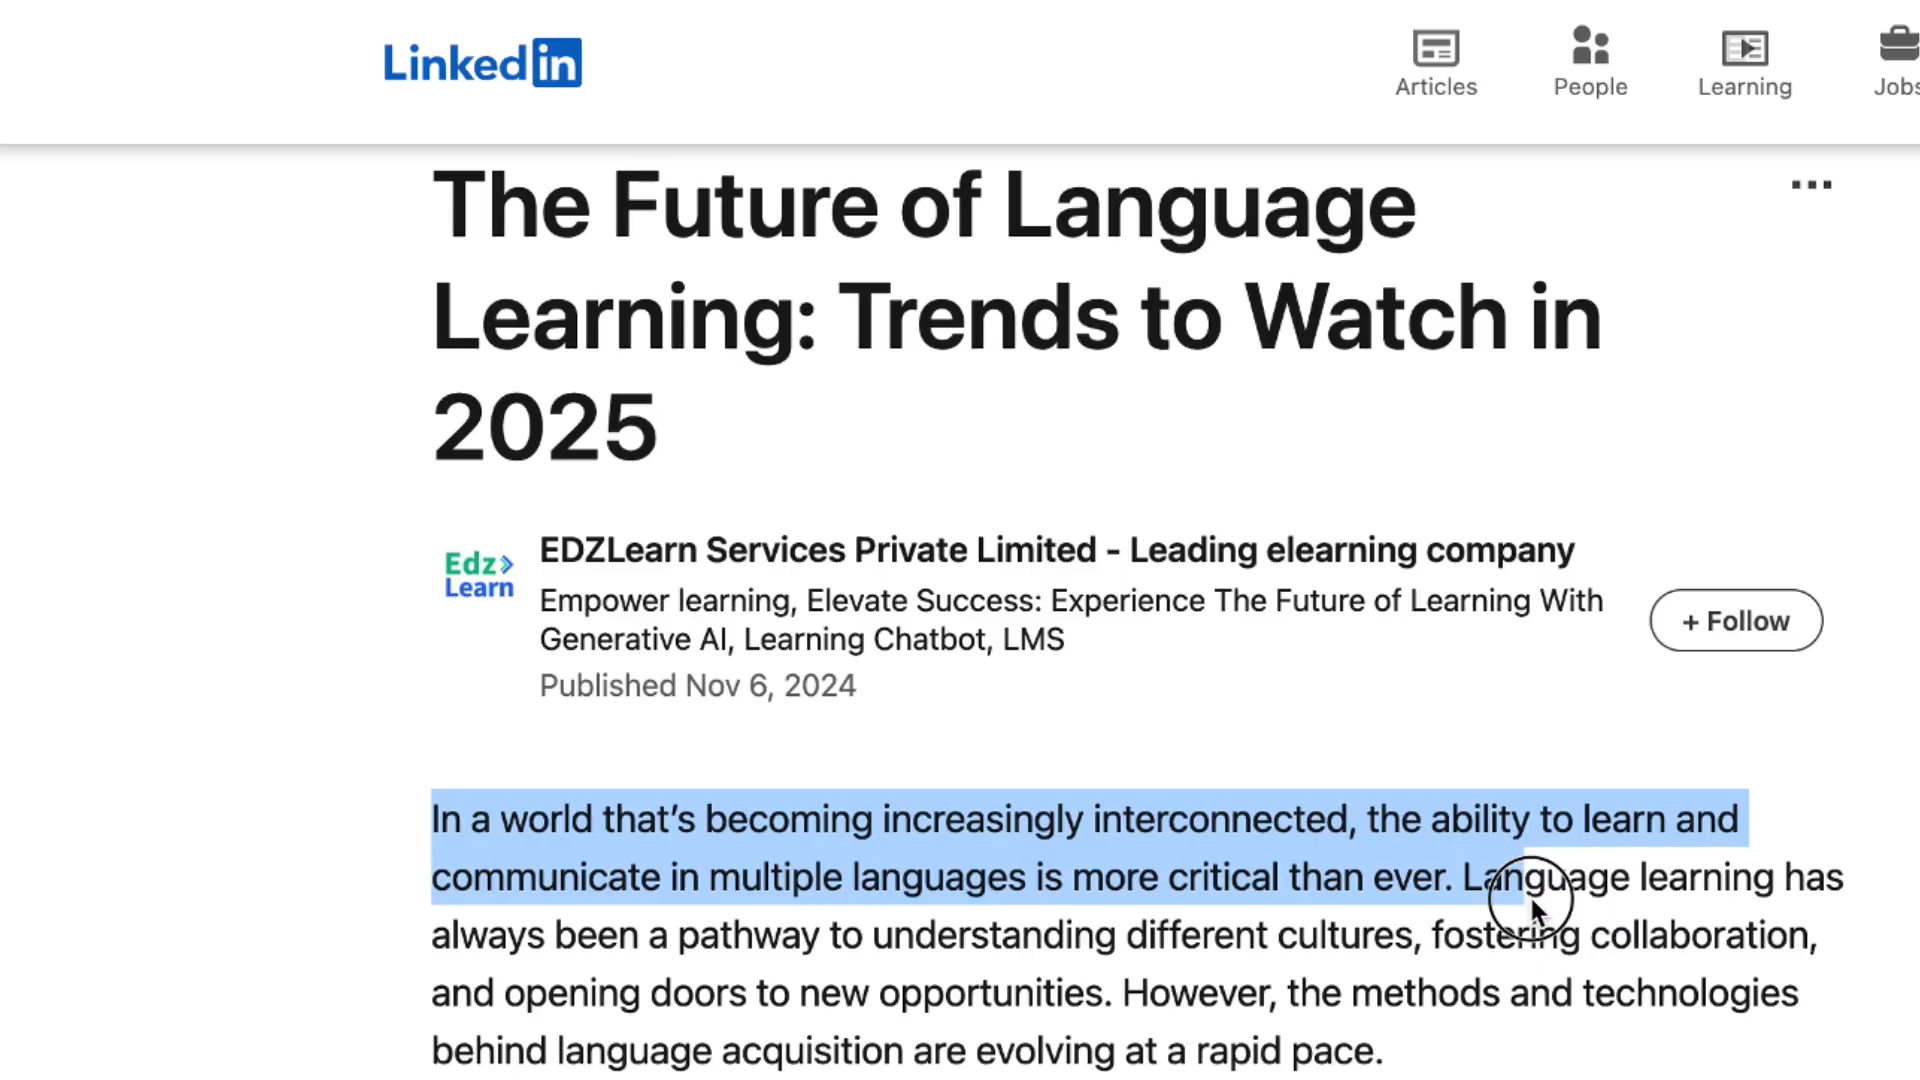 Linkedin
Articles
People
Learning
Jobs
The Future of Language
Learning: Trends to Watch in
2025
Edz
Learn
EDZLearn Services Private Limited - Leading elearning company
Empower learning, Elevate Success: Experience The Future of Learning With
Generative AI, Learning Chatbot, LMS
Published Nov 6, 2024
+ Follow
In a world that’s becoming increasingly interconnected, the ability to learn and
communicate in multiple languages is more critical than ever. Language learning has
always been a pathway to understanding different cultures, fostering collaboration,
and opening doors to new opportunities. However, the methods and technologies
behind language acquisition are evolving at a rapid pace.